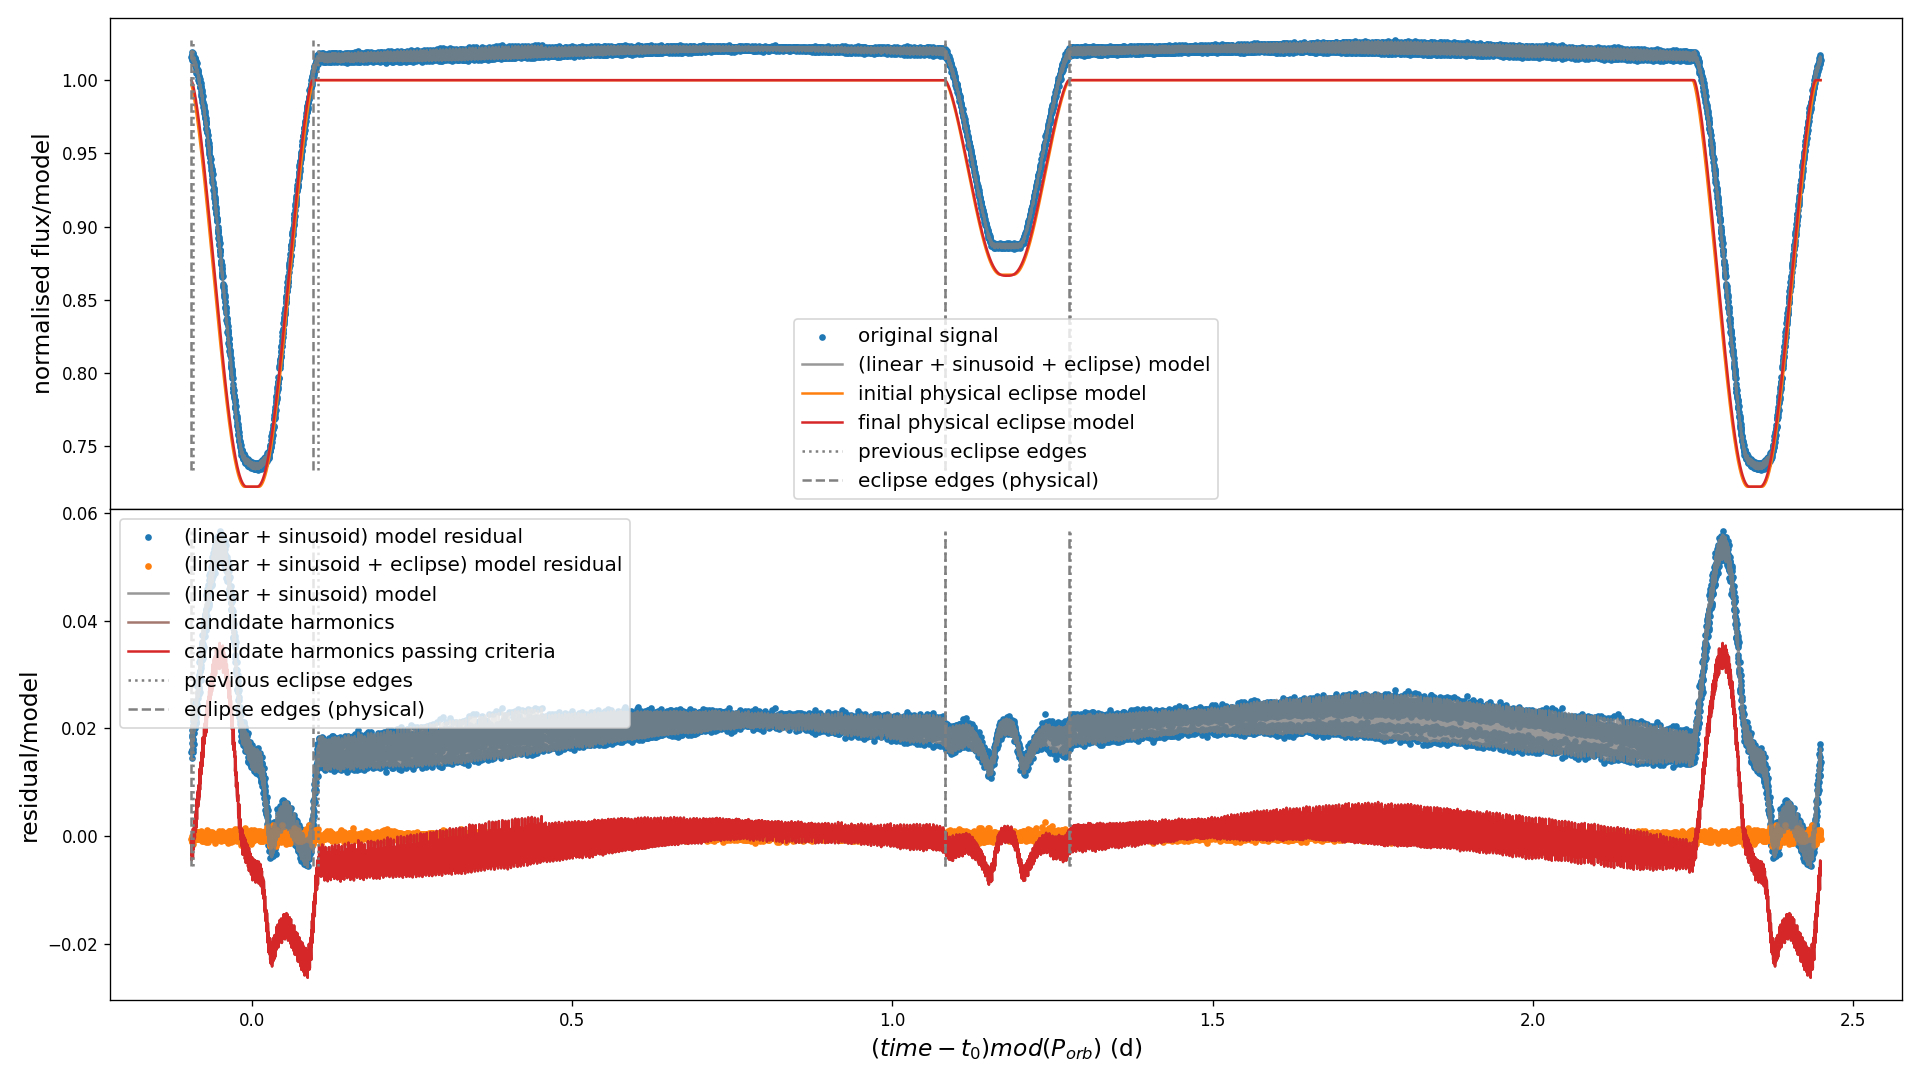 normalised flux/model
1.00
0.95
0.90
0.85
0.80
0.75
original signal
(linear + sinusoid + eclipse) model
initial physical eclipse model
final physical eclipse model
previous eclipse edges
eclipse edges (physical)
residual/model
0.06
0.04
0.02
0.00
−0.02
(linear + sinusoid) model residual
(linear + sinusoid + eclipse) model residual
(linear + sinusoid) model
candidate harmonics
candidate harmonics passing criteria
previous eclipse edges
eclipse edges (physical)
0.0 0.5 1.0 1.5 2.0 2.5
(time − t₀)mod(P_orb) (d)